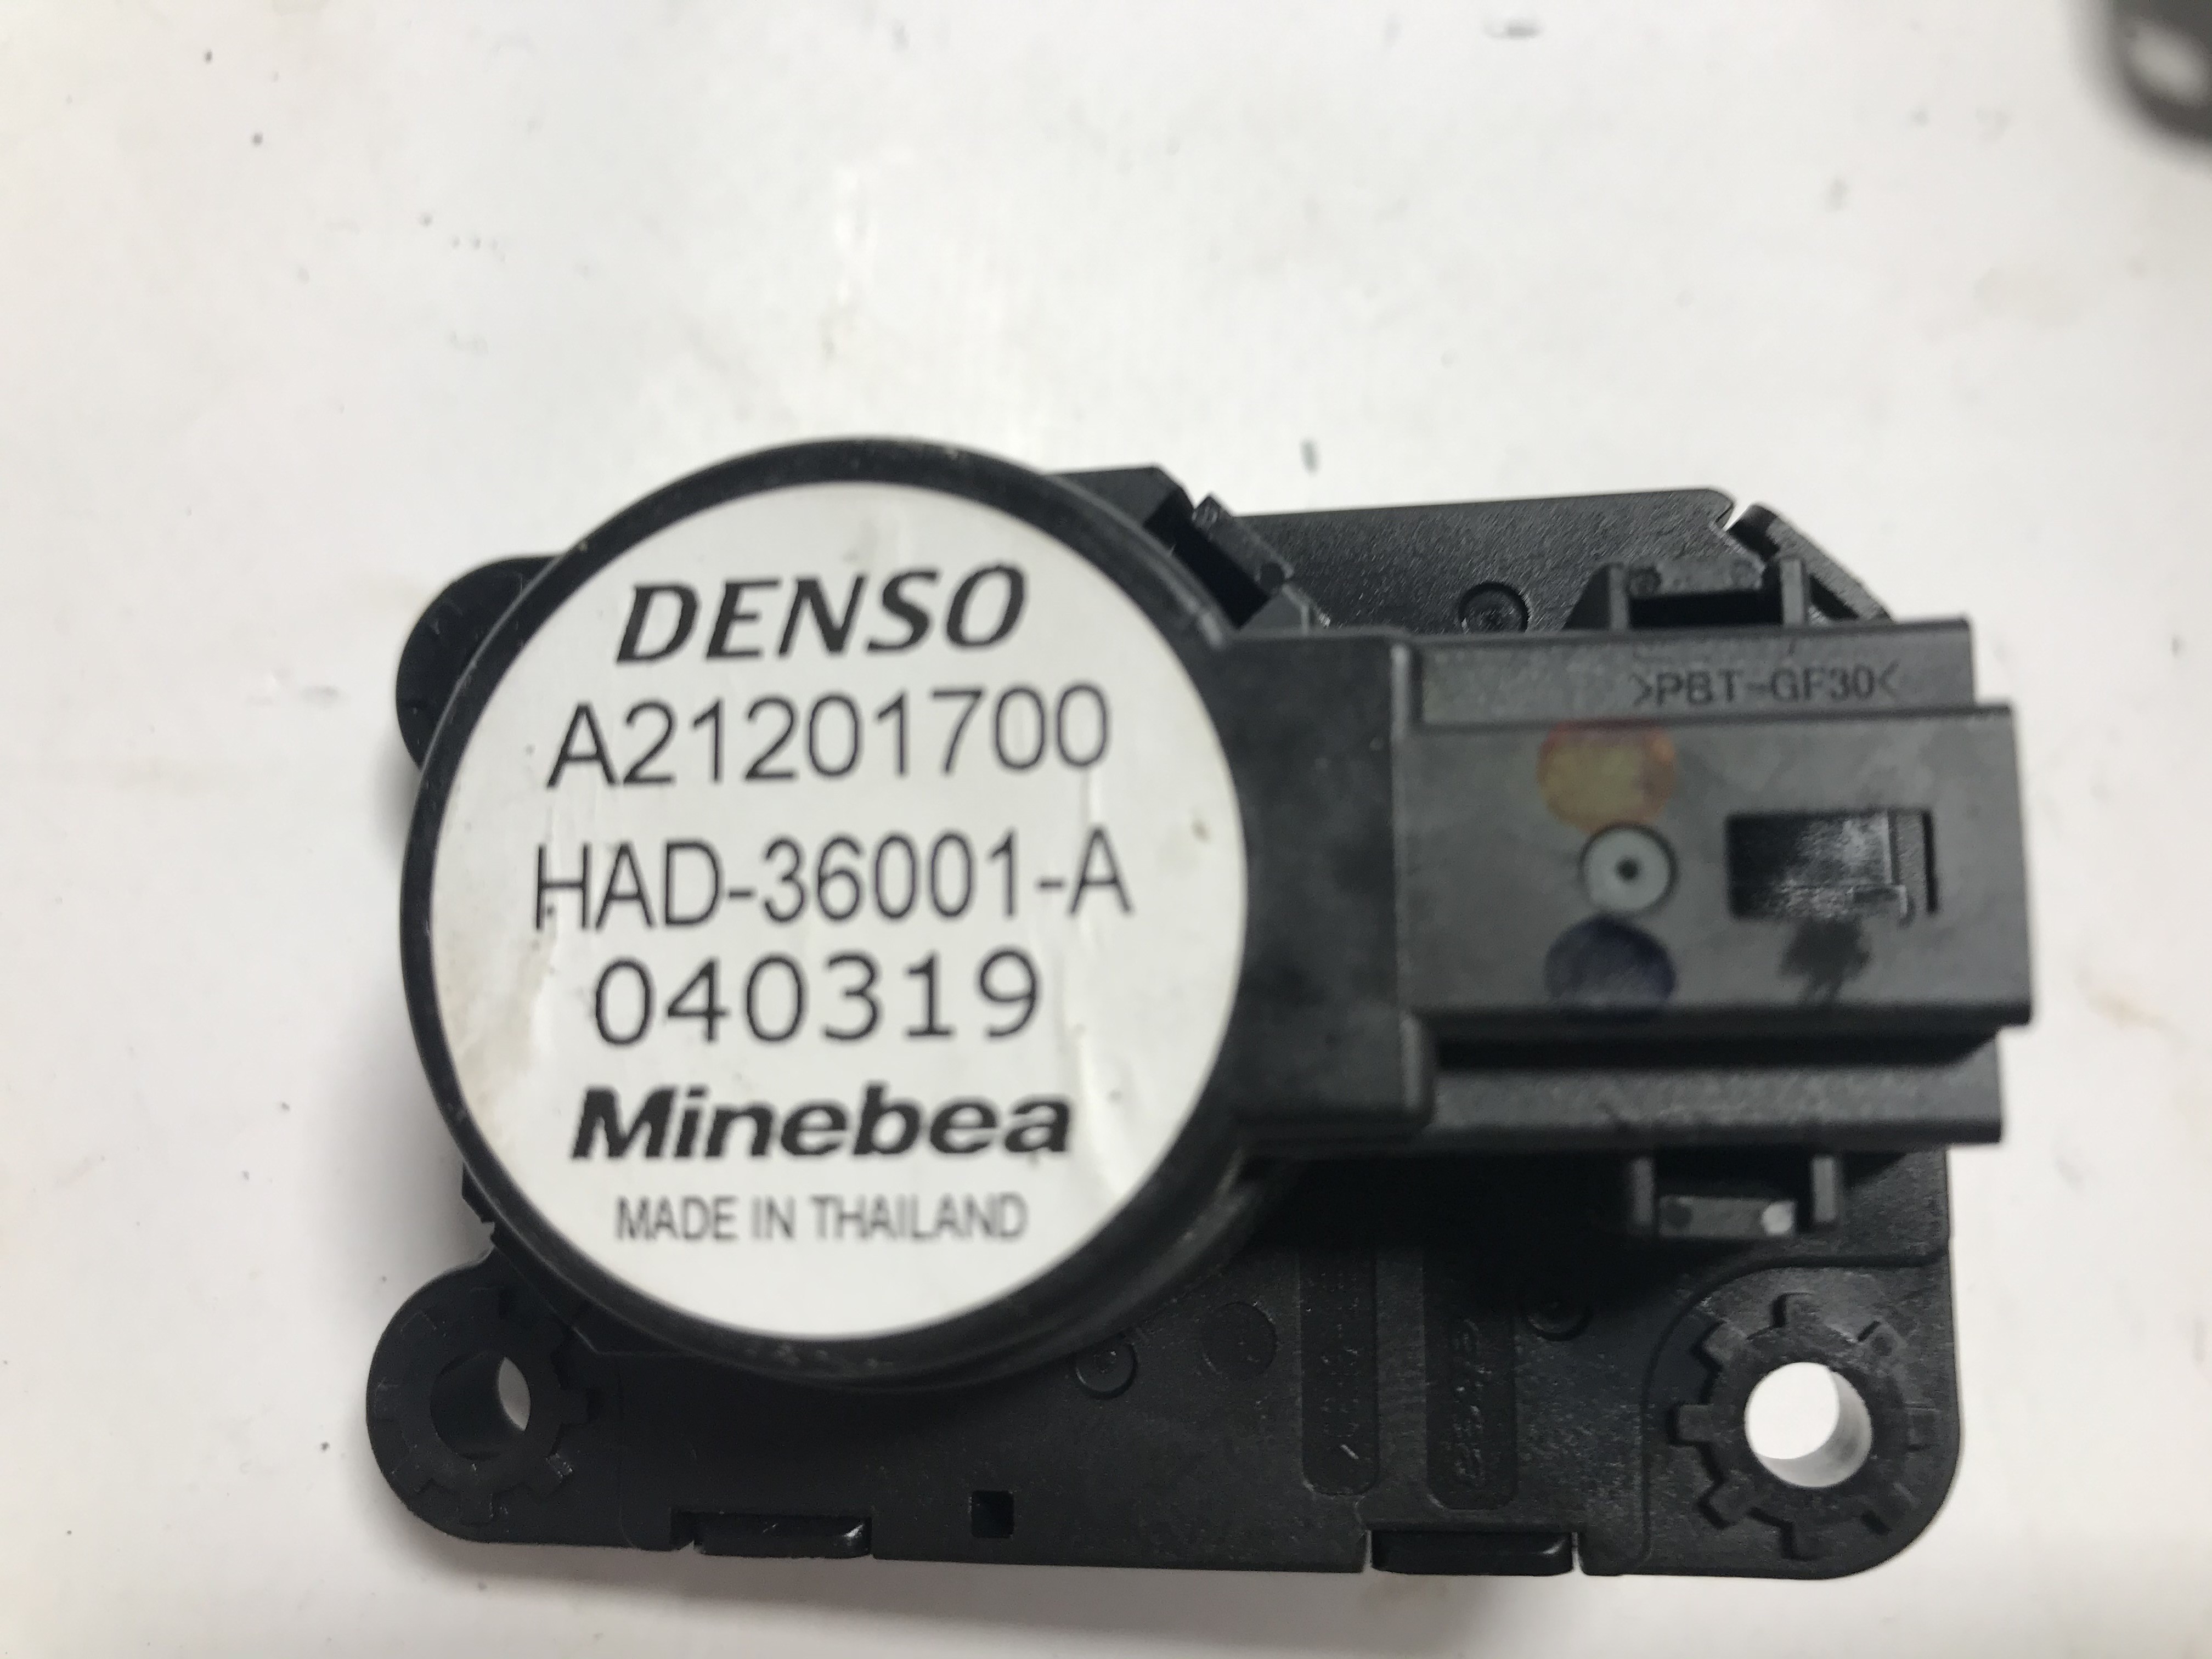 DENSO
A21201700
HAD-36001-A
040319
Minebea
MADE IN THAILAND
>PBT-GF30<